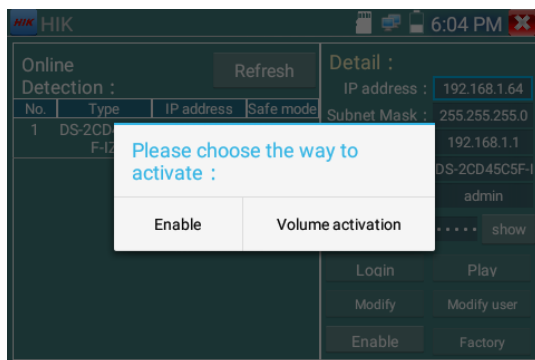 HIK HIK 6:04 PM
Online
Detection :
Refresh
No. Type IP address Safe mode
1 DS-2CD
F-IZ
Please choose the way to
activate :
Enable Volume activation
Detail :
IP address : 192.168.1.64
Subnet Mask : 255.255.255.0
192.168.1.1
DS-2CD45C5F-I
admin
••••• show
Login Play
Modify Modify user
Enable Factory